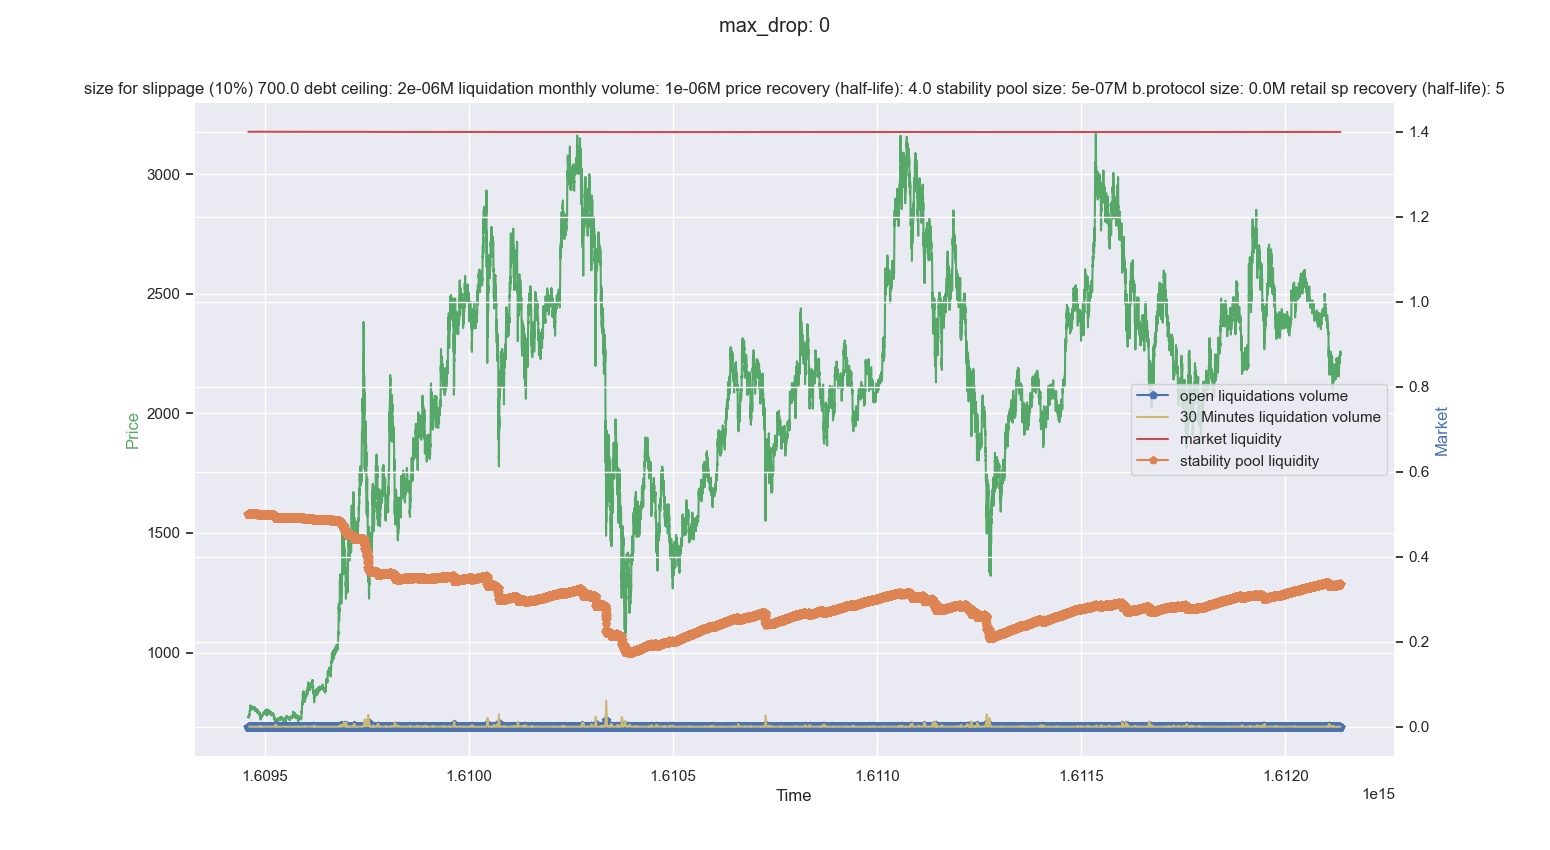 max_drop: 0
size for slippage (10%) 700.0 debt ceiling: 2e-06M liquidation monthly volume: 1e-06M price recovery (half-life): 4.0 stability pool size: 5e-07M b.protocol size: 0.0M retail sp recovery (half-life): 5
3000
2500
2000
1500
1000
Price
1.4
1.2
1.0
0.8
0.6
0.4
0.2
0.0
Market
open liquidations volume
30 Minutes liquidation volume
market liquidity
stability pool liquidity
1.6095 1.6100 1.6105 1.6110 1.6115 1.6120
Time
1e15